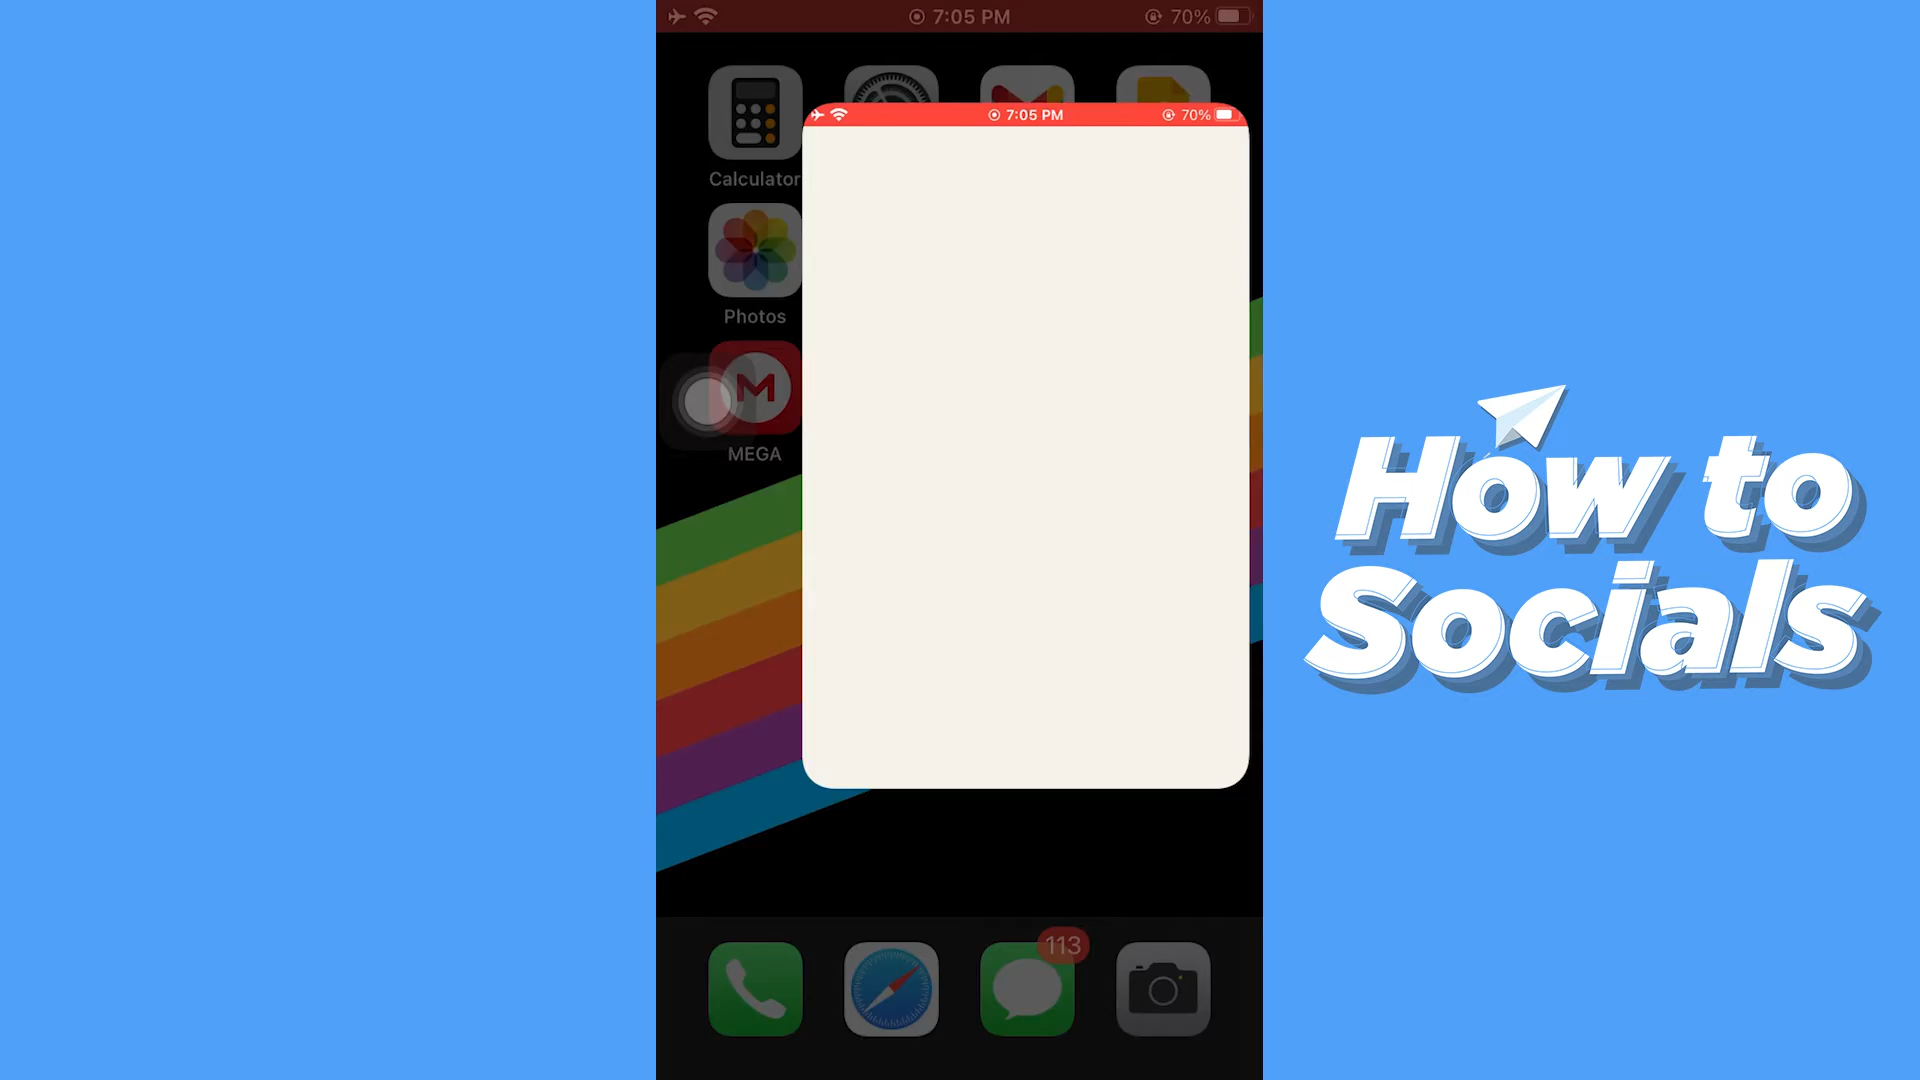 7:05 PM
70%
7:05 PM
70%
Calculator
Photos
M
MEGA
113
How to
Socials